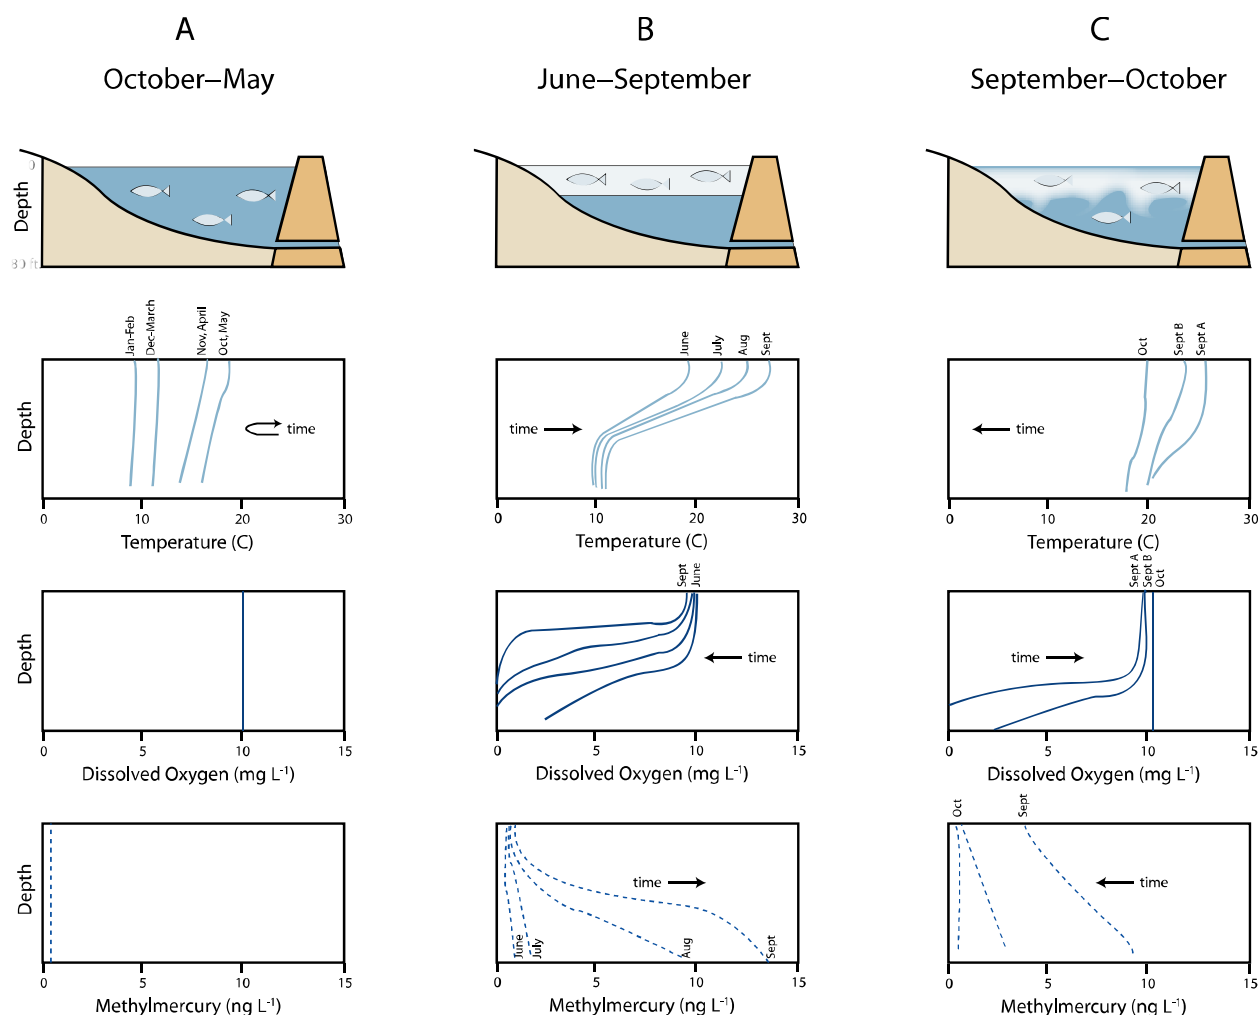 A
B
C
October–May
June–September
September–October
0
Depth
80 ft
Jan-Feb
Dec-March
Nov, April
Oct, May
Depth
time
0
10
20
30
Temperature (C)
June
July
Aug
Sept
time
0
10
20
30
Temperature (C)
Oct
Sept B
Sept A
time
0
10
20
30
Temperature (C)
Depth
0
5
10
15
Dissolved Oxygen (mg L-1)
Sept
June
time
0
5
10
15
Dissolved Oxygen (mg L-1)
Sept A
Sept B
Oct
time
0
5
10
15
Dissolved Oxygen (mg L-1)
Depth
0
5
10
15
Methylmercury (ng L-1)
time
June
July
Aug
Sept
0
5
10
15
Methylmercury (ng L-1)
Oct
Sept
time
0
5
10
15
Methylmercury (ng L-1)